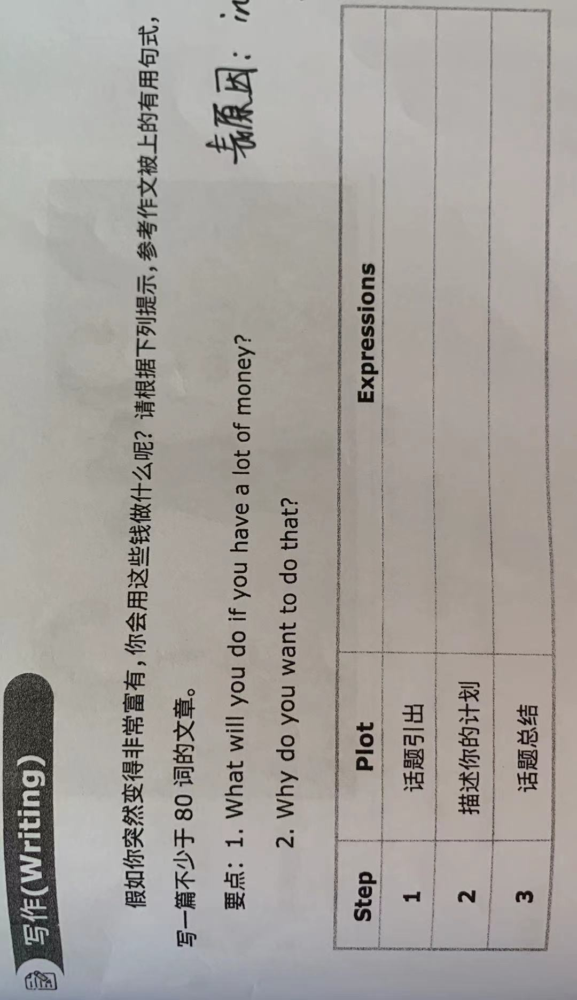 写作(Writing)
假如你突然变得非常富有,你会用这些钱做什么呢?请根据下列提示,参考作文被上的有用句式,
写一篇不少于 80 词的文章。
表原因: in
要点: 1. What will you do if you have a lot of money?
2. Why do you want to do that?
Step Plot Expressions
1 话题引出
2 描述你的计划
3 话题总结